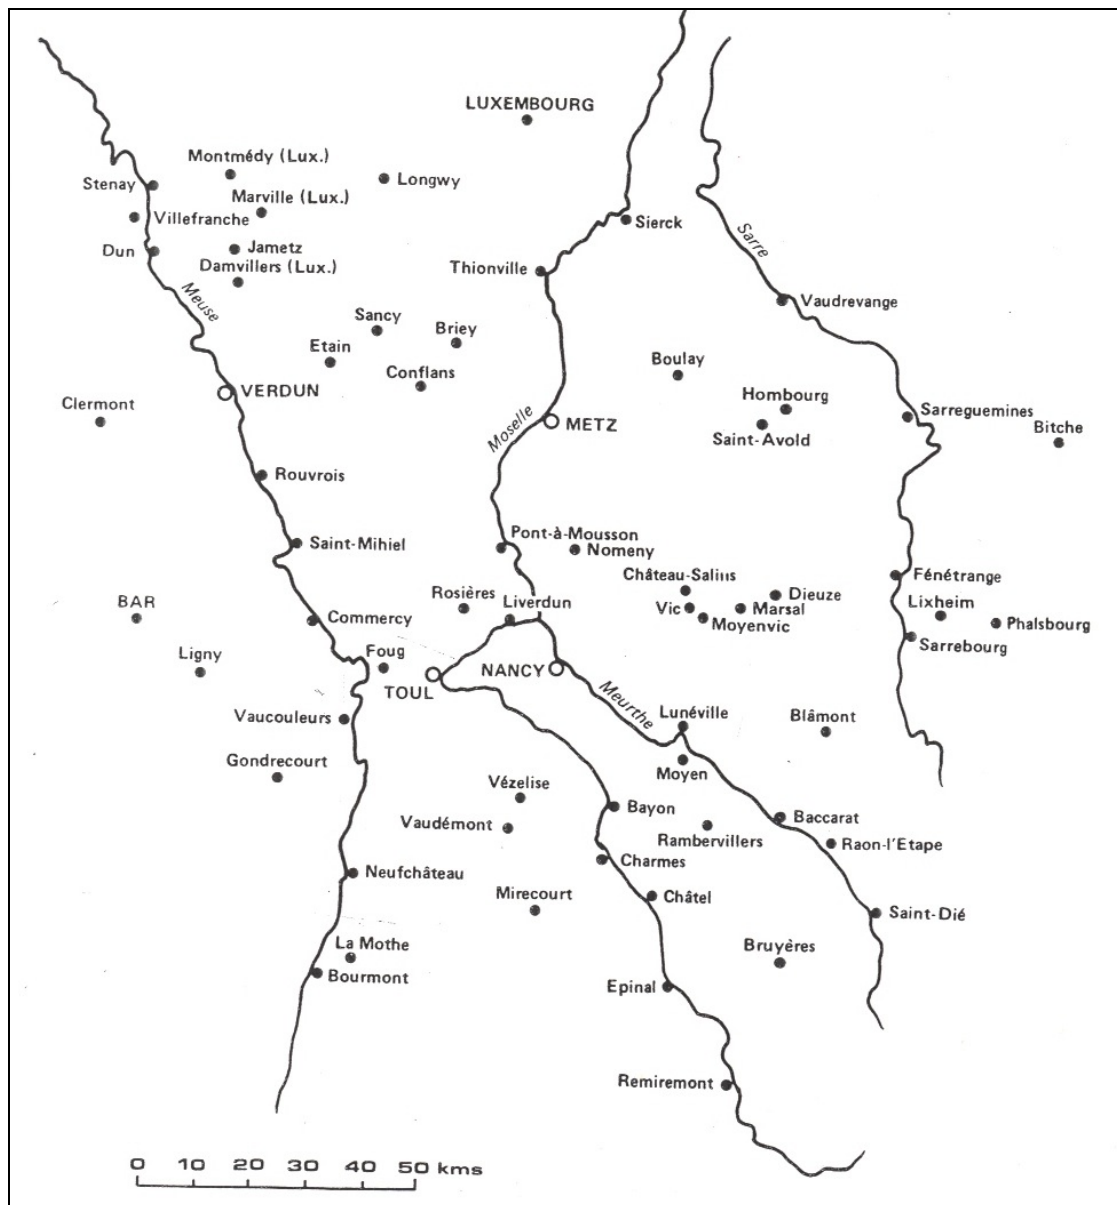 LUXEMBOURG
Montmédy (Lux.)
Stenay
Longwy
Marville (Lux.)
Villefranche
Sierck
Dun
Jametz
Sarre
Damvillers (Lux.)
Thionville
Meuse
Vaudrevange
Sancy
Briey
Etain
Boulay
Conflans
VERDUN
Hombourg
Clermont
Sarreguemines
Moselle
METZ
Saint-Avold
Bitche
Rouvrois
Pont-à-Mousson
Saint-Mihiel
Nomeny
Château-Salins
Fénétrange
Rosières
Dieuze
BAR
Liverdun
Vic
Marsal
Lixheim
Commercy
Moyenvic
Phalsbourg
Sarrebourg
Ligny
Foug
NANCY
TOUL
Meurthe
Vaucouleurs
Lunéville
Blâmont
Gondrecourt
Moyen
Vézelise
Bayon
Baccarat
Vaudémont
Rambervillers
Raon-l'Etape
Charmes
Neufchâteau
Mirecourt
Châtel
Saint-Dié
La Mothe
Bruyères
Bourmont
Epinal
Remiremont
0 10 20 30 40 50 kms